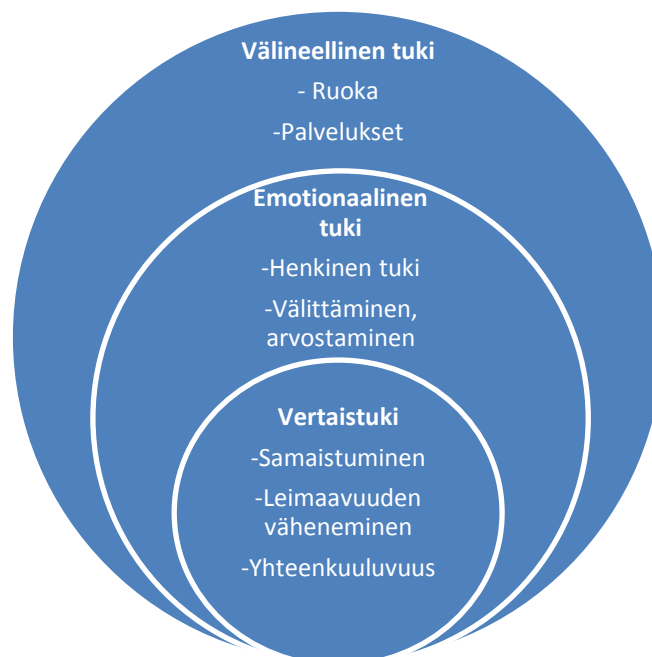 Välineellinen tuki
- Ruoka
-Palvelukset
Emotionaalinen
tuki
-Henkinen tuki
-Välittäminen,
arvostaminen
Vertaistuki
-Samaistuminen
-Leimaavuuden
väheneminen
-Yhteenkuuluvuus